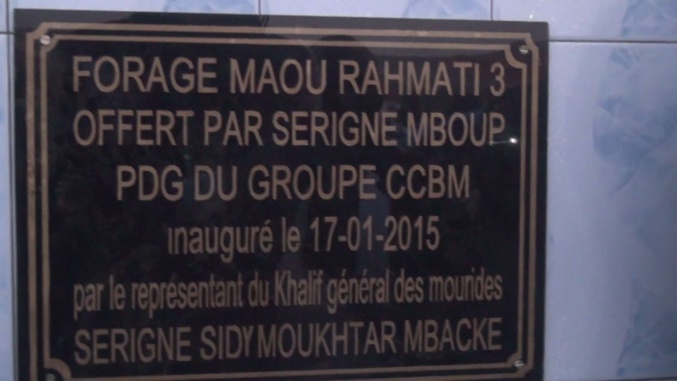 FORAGE MAOU RAHMATI 3
OFFERT PAR SERIGNE MBOUP
PDG DU GROUPE CCBM
inauguré le 17-01-2015
par le représentant du Khalif général des mourides
SERIGNE SIDY MOUKHTAR MBACKE